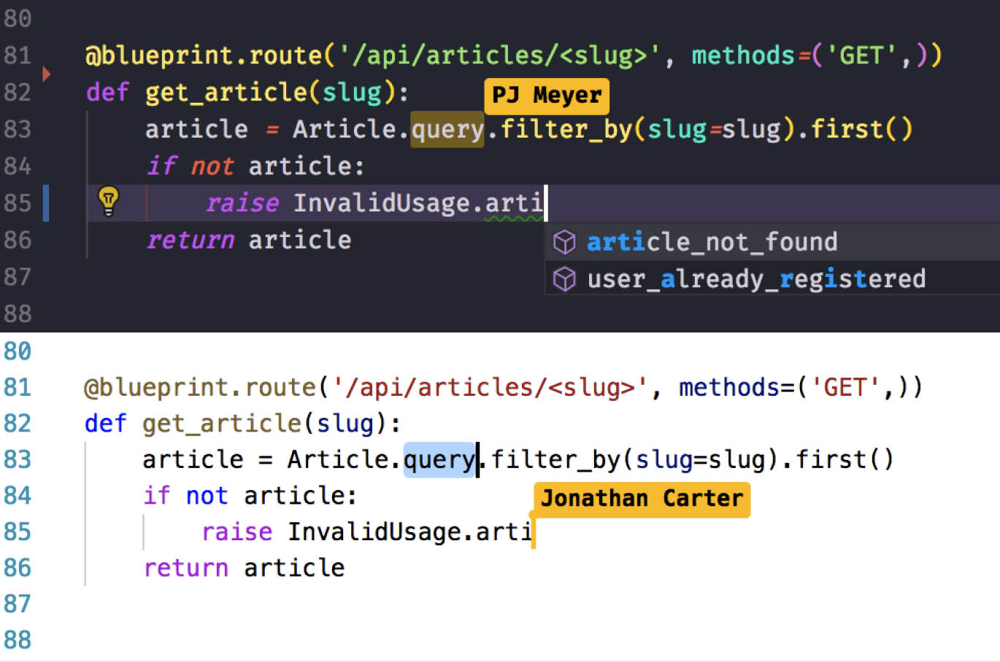 80
81 @blueprint.route('/api/articles/<slug>', methods=('GET',))
82 def get_article(slug):
PJ Meyer
83 article = Article.query.filter_by(slug=slug).first()
84 if not article:
85 raise InvalidUsage.arti
86 return article
article_not_found
87
user_already_registered
88
80
81 @blueprint.route('/api/articles/<slug>', methods=('GET',))
82 def get_article(slug):
83 article = Article.query.filter_by(slug=slug).first()
84 if not article:
Jonathan Carter
85 raise InvalidUsage.arti
86 return article
87
88